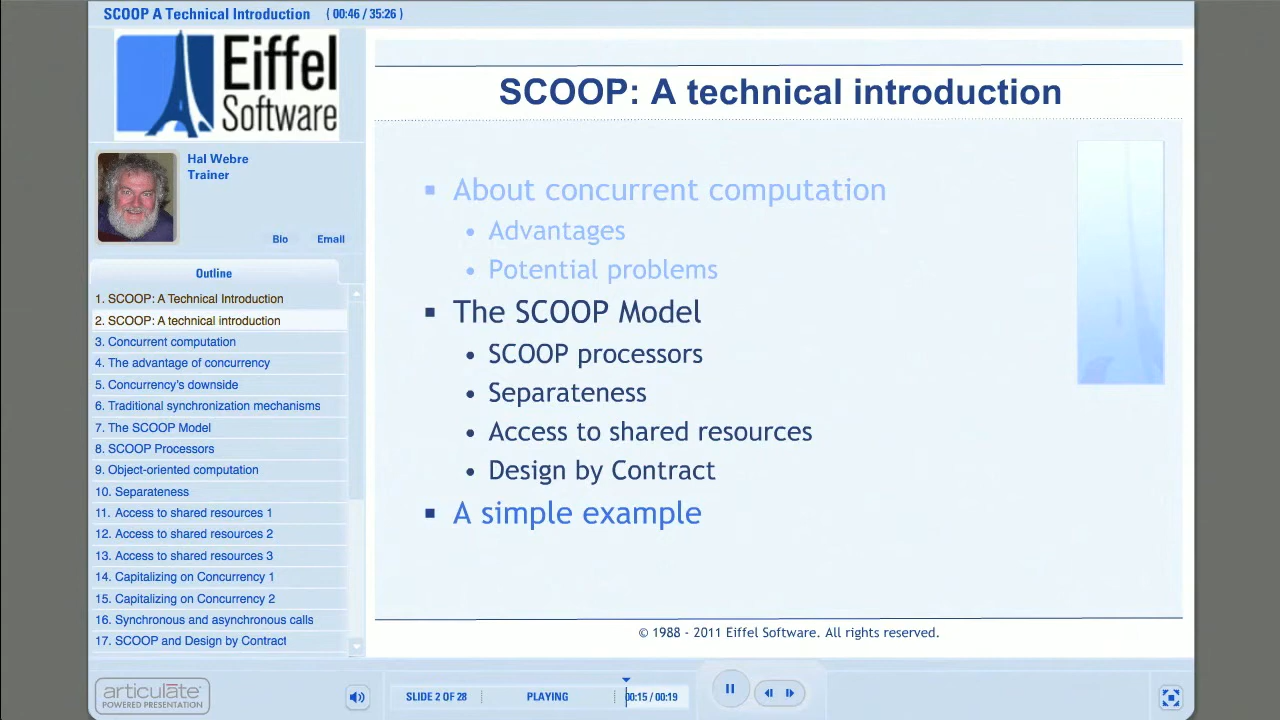 SCOOP A Technical Introduction ( 00:46 / 35:26 )
Eiffel
Software
Hal Webre
Trainer
Bio Email
Outline
1. SCOOP: A Technical Introduction
2. SCOOP: A technical introduction
3. Concurrent computation
4. The advantage of concurrency
5. Concurrency's downside
6. Traditional synchronization mechanisms
7. The SCOOP Model
8. SCOOP Processors
9. Object-oriented computation
10. Separateness
11. Access to shared resources 1
12. Access to shared resources 2
13. Access to shared resources 3
14. Capitalizing on Concurrency 1
15. Capitalizing on Concurrency 2
16. Synchronous and asynchronous calls
17. SCOOP and Design by Contract
SCOOP: A technical introduction
▪ About concurrent computation
• Advantages
• Potential problems
▪ The SCOOP Model
• SCOOP processors
• Separateness
• Access to shared resources
• Design by Contract
▪ A simple example
© 1988 - 2011 Eiffel Software. All rights reserved.
articulate
POWERED PRESENTATION
SLIDE 2 OF 28 PLAYING 00:15 / 00:19